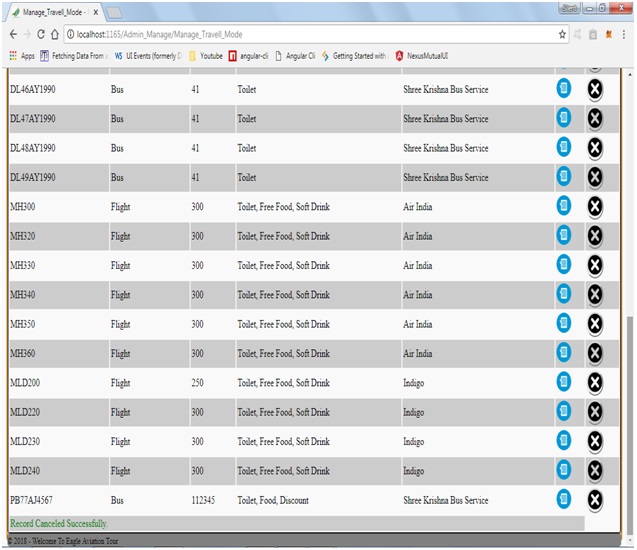 Manage_Travell_Mode -
localhost:1165/Admin_Manage/Manage_Travell_Mode
Apps Fetching Data From UI Events (formerly D Youtube angular-cli Angular Cli Getting Started with NexusMutualUI
DL46AY1990 Bus 41 Toilet Shree Krishna Bus Service
DL47AY1990 Bus 41 Toilet Shree Krishna Bus Service
DL48AY1990 Bus 41 Toilet Shree Krishna Bus Service
DL49AY1990 Bus 41 Toilet Shree Krishna Bus Service
MH300 Flight 300 Toilet, Free Food, Soft Drink Air India
MH320 Flight 300 Toilet, Free Food, Soft Drink Air India
MH330 Flight 300 Toilet, Free Food, Soft Drink Air India
MH340 Flight 300 Toilet, Free Food, Soft Drink Air India
MH350 Flight 300 Toilet, Free Food, Soft Drink Air India
MH360 Flight 300 Toilet, Free Food, Soft Drink Air India
MLD200 Flight 250 Toilet, Free Food, Soft Drink Indigo
MLD220 Flight 300 Toilet, Free Food, Soft Drink Indigo
MLD230 Flight 300 Toilet, Free Food, Soft Drink Indigo
MLD240 Flight 300 Toilet, Free Food, Soft Drink Indigo
PB77AJ4567 Bus 112345 Toilet, Food, Discount Shree Krishna Bus Service
Record Canceled Successfully.
© 2018 - Welcome To Eagle Aviation Tour